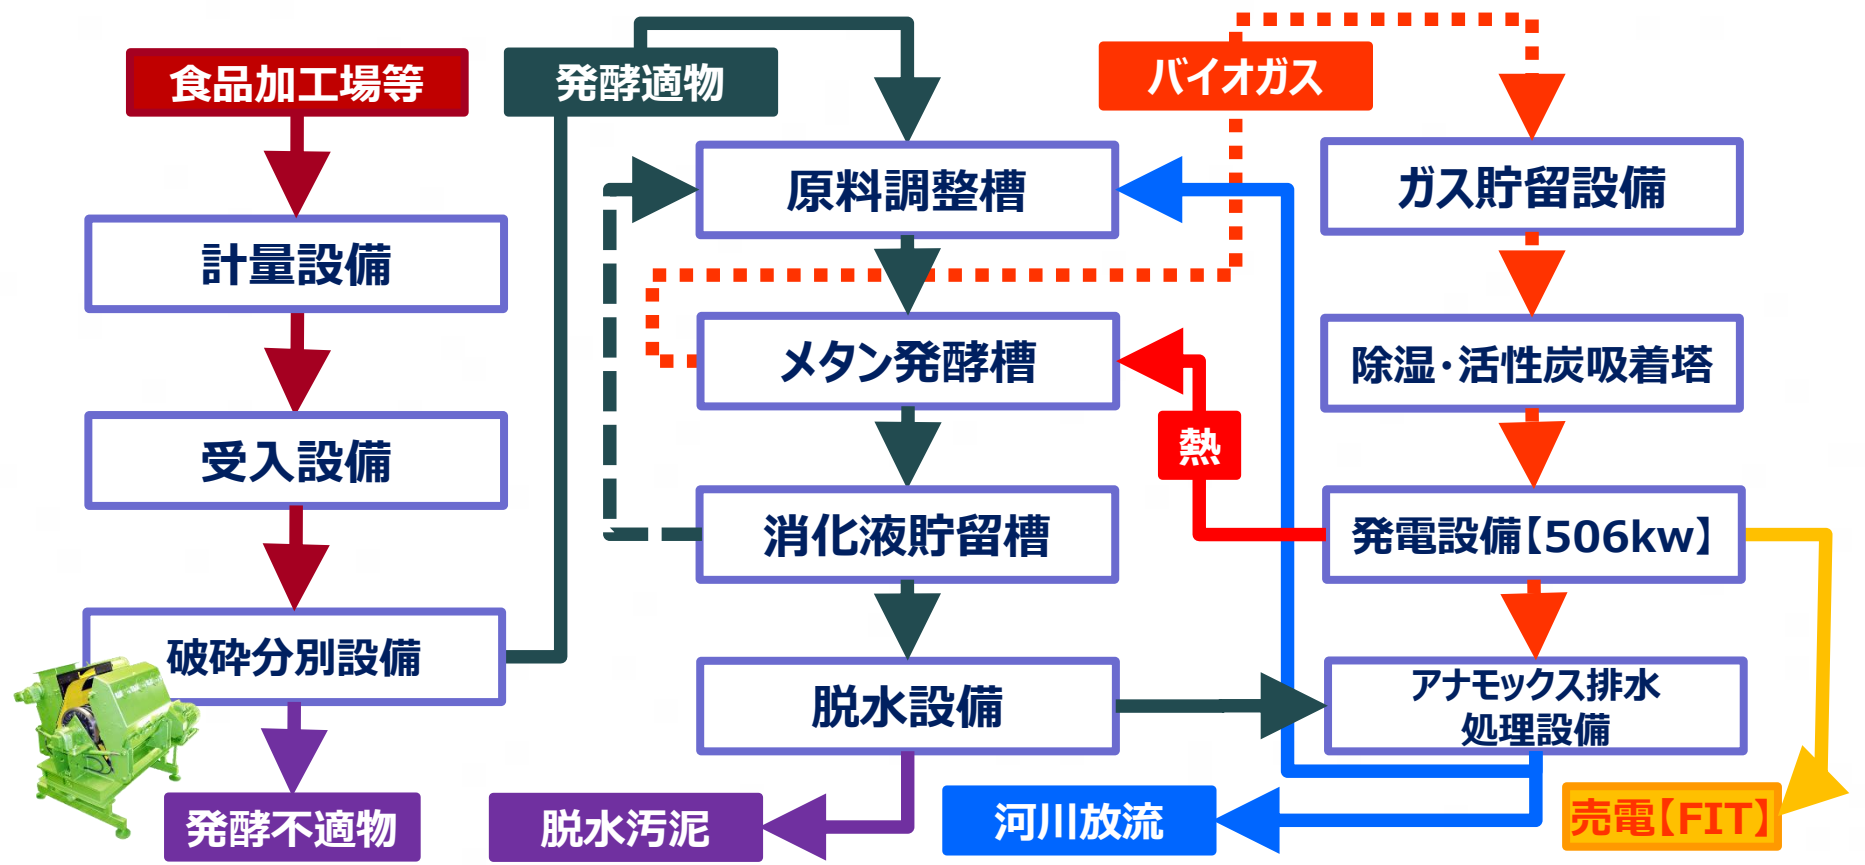 食品加工場等
計量設備
受入設備
破砕分別設備
発酵不適物
発酵適物
原料調整槽
メタン発酵槽
消化液貯留槽
脱水設備
脱水汚泥
バイオガス
ガス貯留設備
除湿・活性炭吸着塔
熱
発電設備【506kw】
アナモックス排水
処理設備
河川放流
売電【FIT】